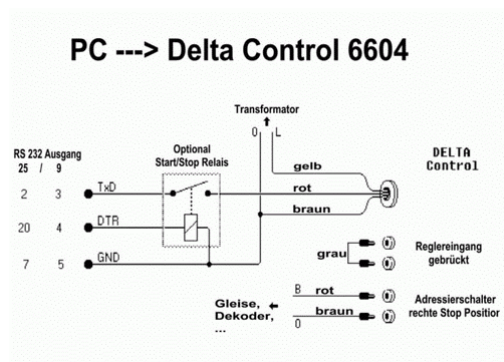 PC ---> Delta Control 6604
Transformator
0 L
RS 232 Ausgang
25 / 9
Optional
Start/Stop Relais
DELTA
Control
gelb
2 3 TxD
rot
braun
20 4 DTR
7 5 GND
grau
Reglereingang
gebrückt
B rot
Gleise,
Dekoder,
...
braun
0
Adressierschalter
rechte Stop Positior